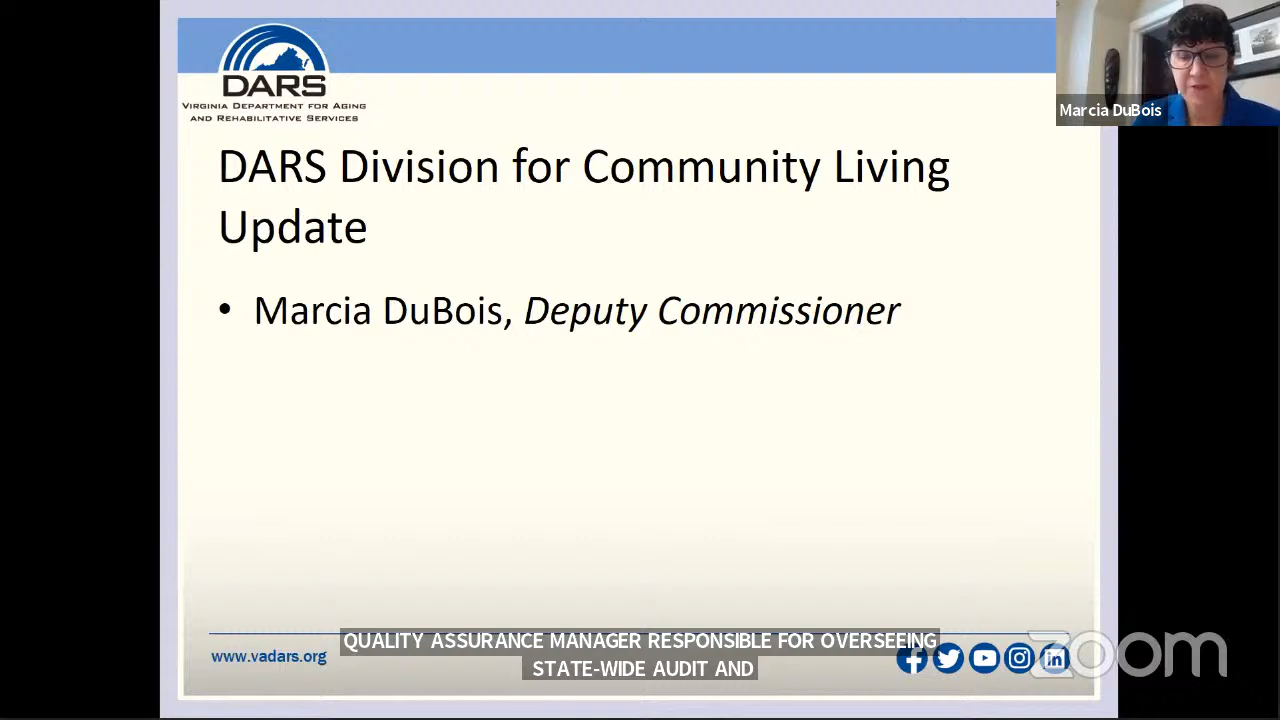 DARS
VIRGINIA DEPARTMENT FOR AGING
AND REHABILITATIVE SERVICES
Marcia DuBois
DARS Division for Community Living
Update
• Marcia DuBois, Deputy Commissioner
QUALITY ASSURANCE MANAGER RESPONSIBLE FOR OVERSEEING
STATE-WIDE AUDIT AND
www.vadars.org
zoom